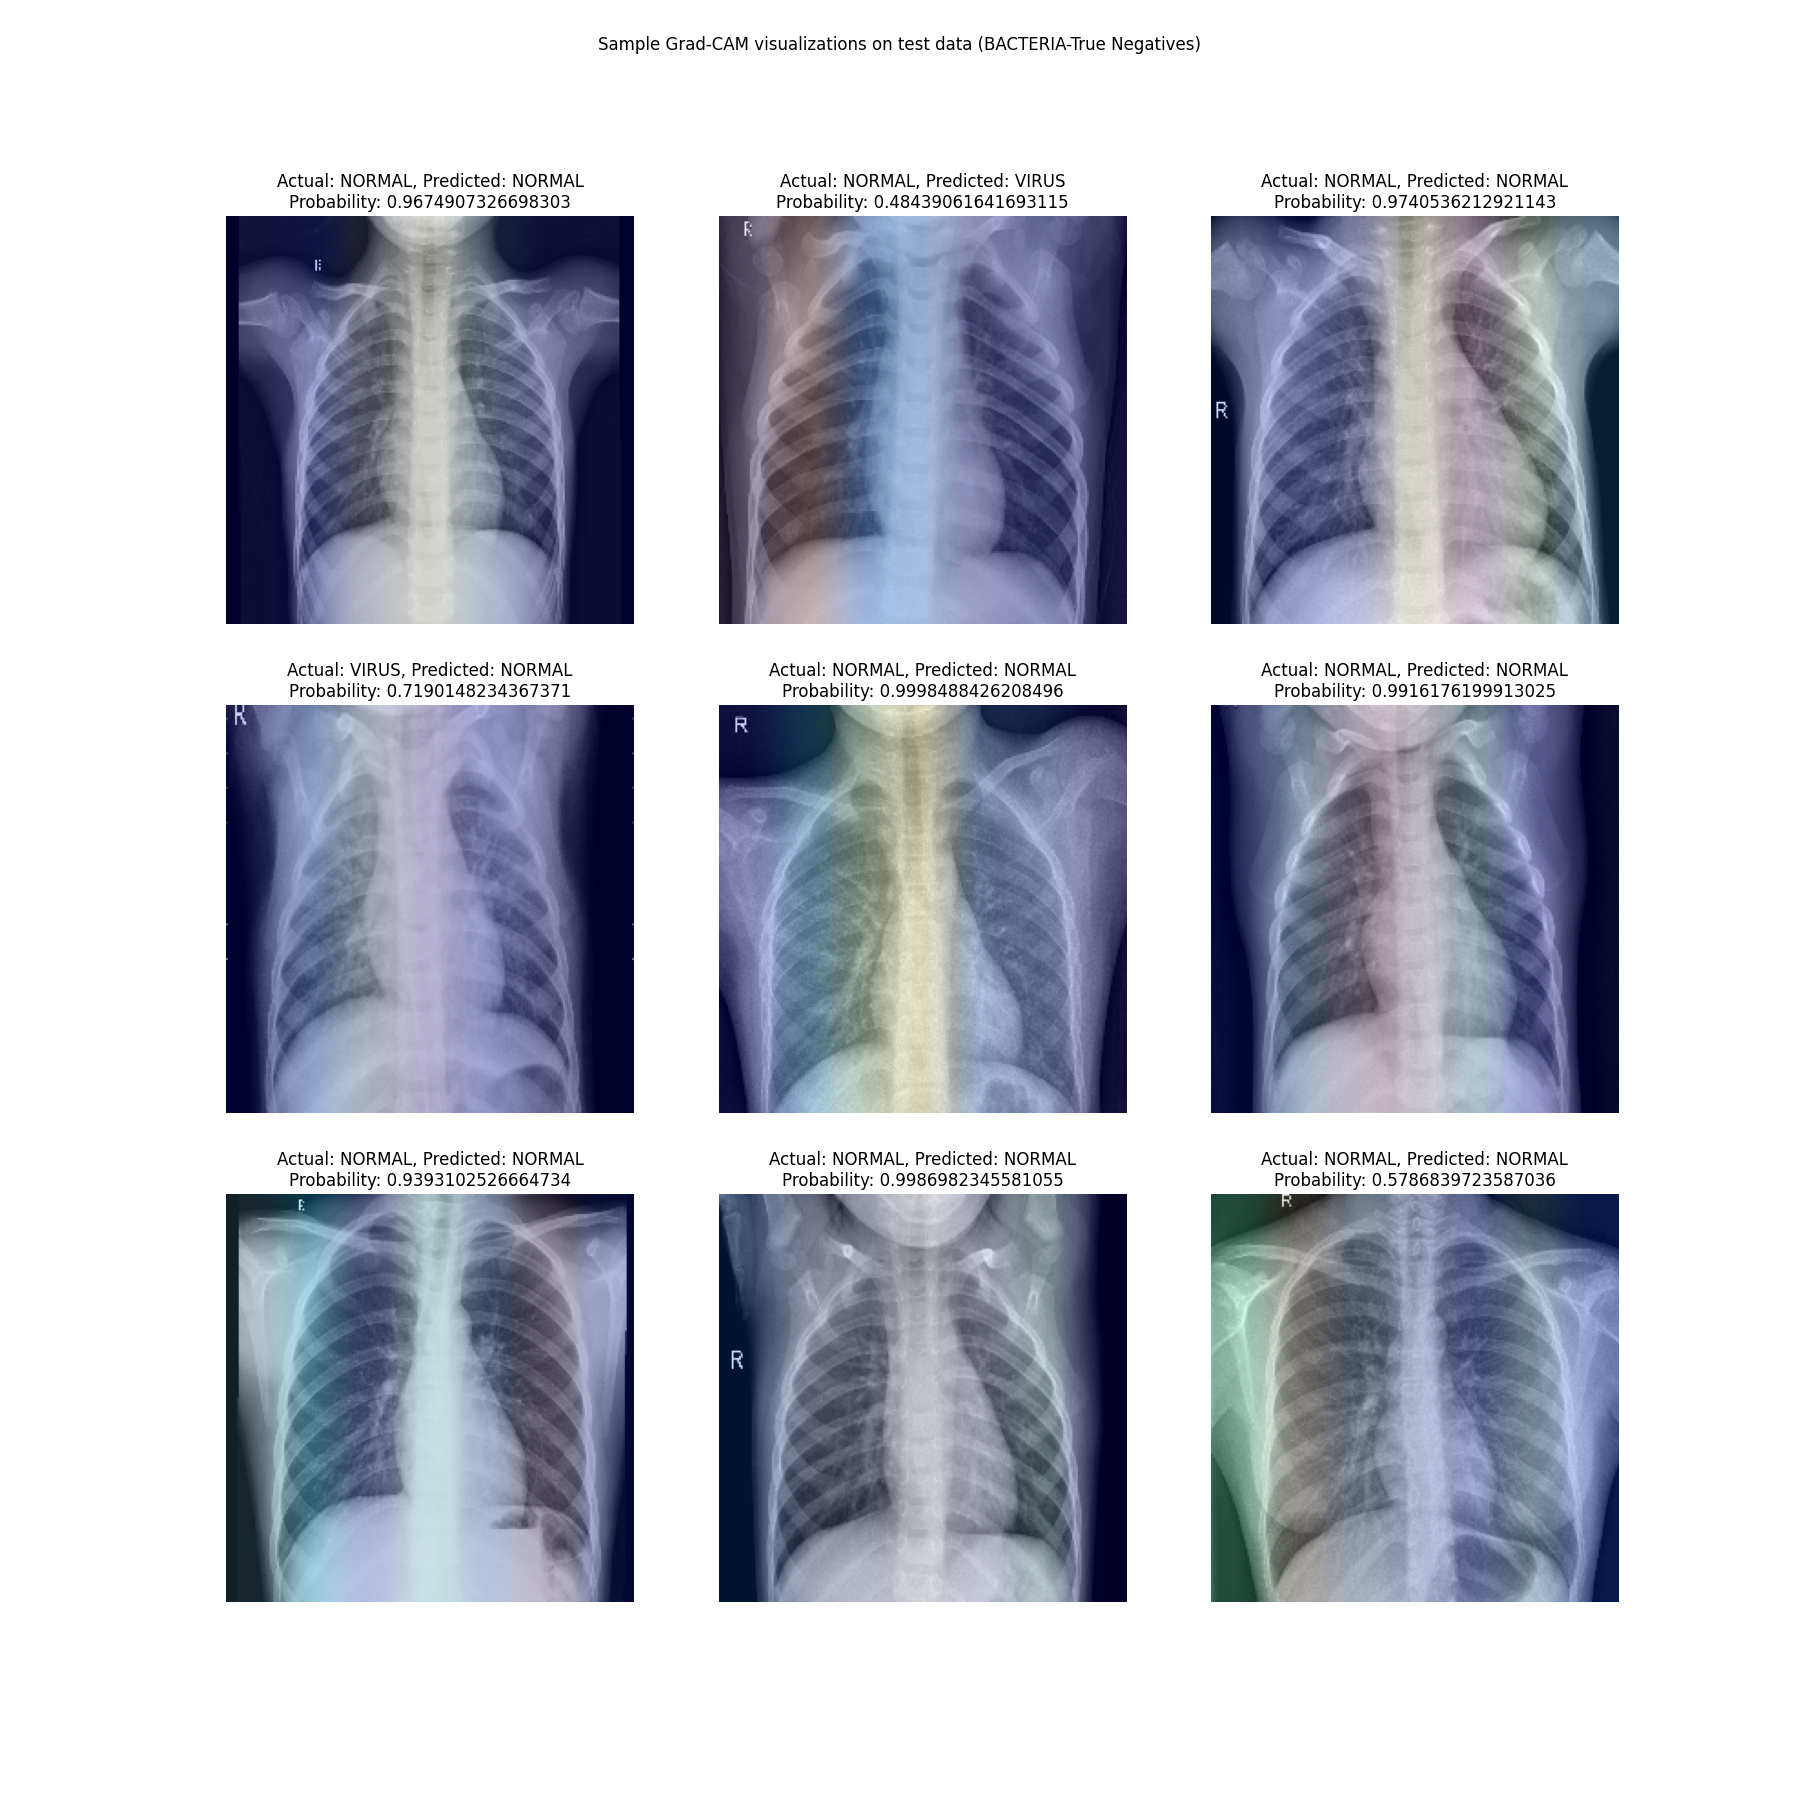 Sample Grad-CAM visualizations on test data (BACTERIA-True Negatives)
Actual: NORMAL, Predicted: NORMAL
Probability: 0.9674907326698303
Actual: NORMAL, Predicted: VIRUS
Probability: 0.48439061641693115
Actual: NORMAL, Predicted: NORMAL
Probability: 0.9740536212921143
R
R
Actual: VIRUS, Predicted: NORMAL
Probability: 0.7190148234367371
Actual: NORMAL, Predicted: NORMAL
Probability: 0.9998488426208496
Actual: NORMAL, Predicted: NORMAL
Probability: 0.9916176199913025
R
R
Actual: NORMAL, Predicted: NORMAL
Probability: 0.9393102526664734
Actual: NORMAL, Predicted: NORMAL
Probability: 0.9986982345581055
Actual: NORMAL, Predicted: NORMAL
Probability: 0.5786839723587036
R
R